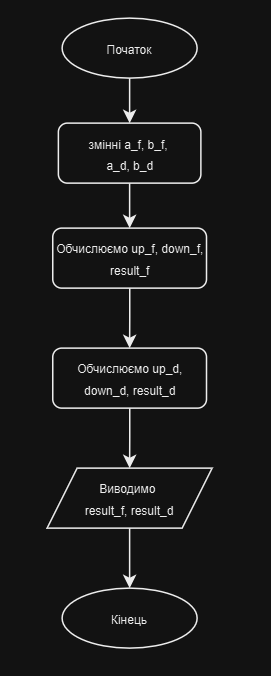 Початок
змінні a_f, b_f,
a_d, b_d
Обчислюємо up_f, down_f,
result_f
Обчислюємо up_d,
down_d, result_d
Виводимо
result_f, result_d
Кінець